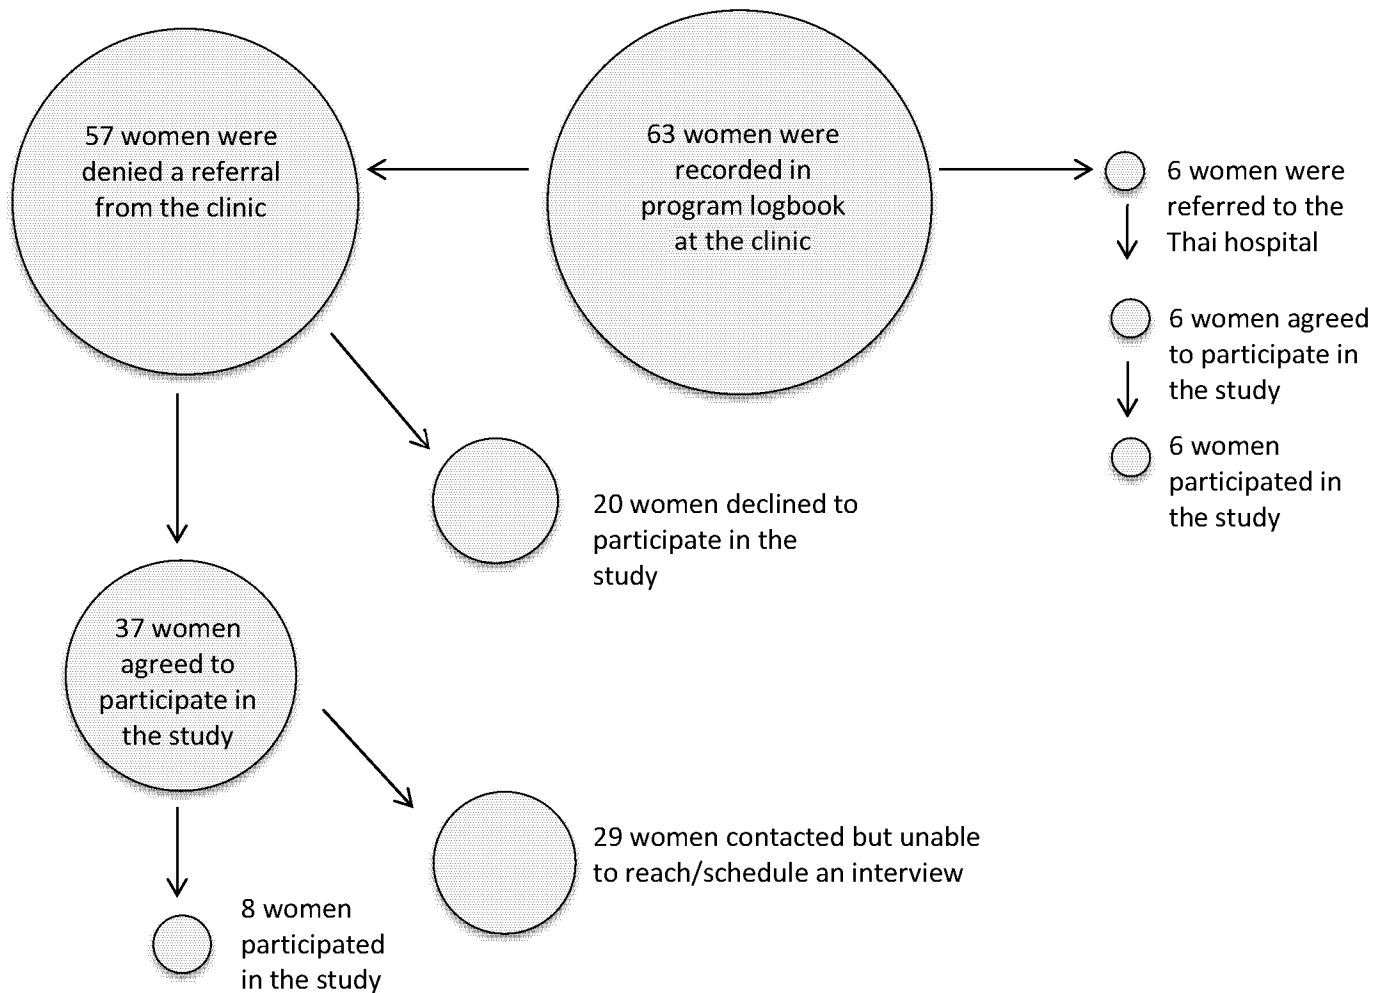 57 women were
denied a referral
from the clinic
63 women were
recorded in
program logbook
at the clinic
6 women were
referred to the
Thai hospital
6 women agreed
to participate in
the study
6 women
participated in
the study
20 women declined to
participate in the
study
37 women
agreed to
participate in
the study
29 women contacted but unable
to reach/schedule an interview
8 women
participated
in the study